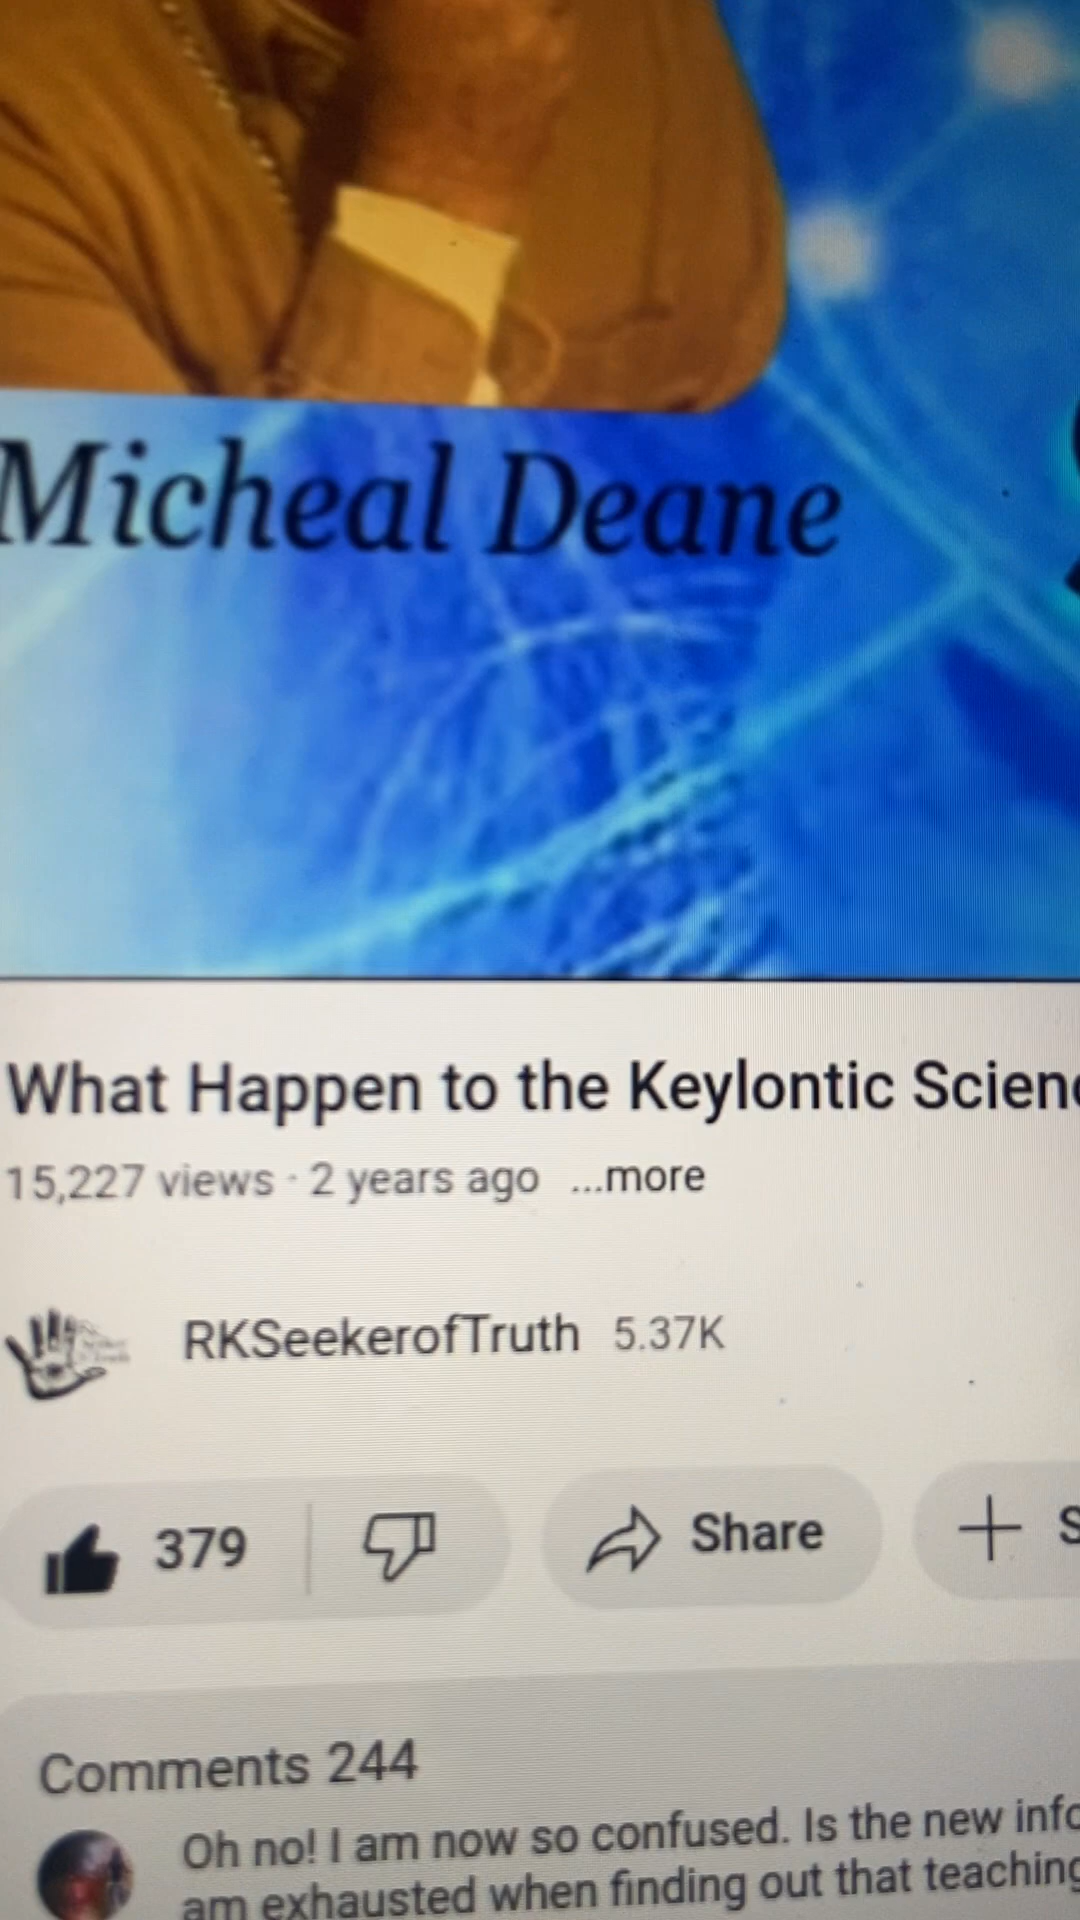 Micheal Deane
What Happen to the Keylontic
15,227 views · 2 years ago ...more
RKSeekerofTruth 5.37K
379 Share
Comments 244
Oh no! I am now so confused. Is the new
am exhausted when finding out that